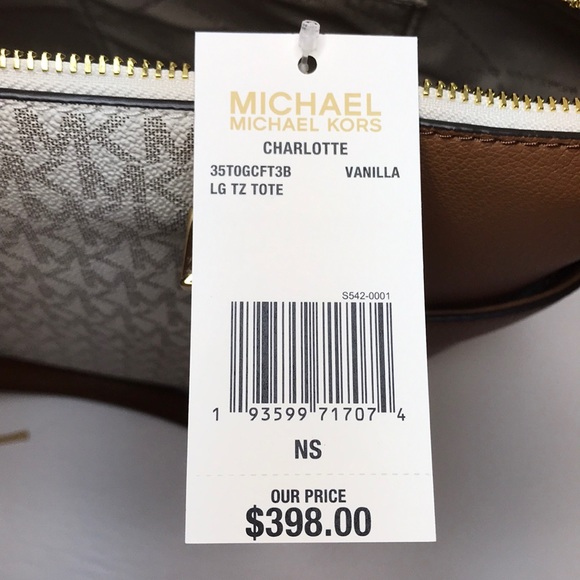 MICHAEL
MICHAEL KORS
CHARLOTTE
35T0GCFT3B VANILLA
LG TZ TOTE
S542-0001
1 93599 71707 4
NS
OUR PRICE
$398.00